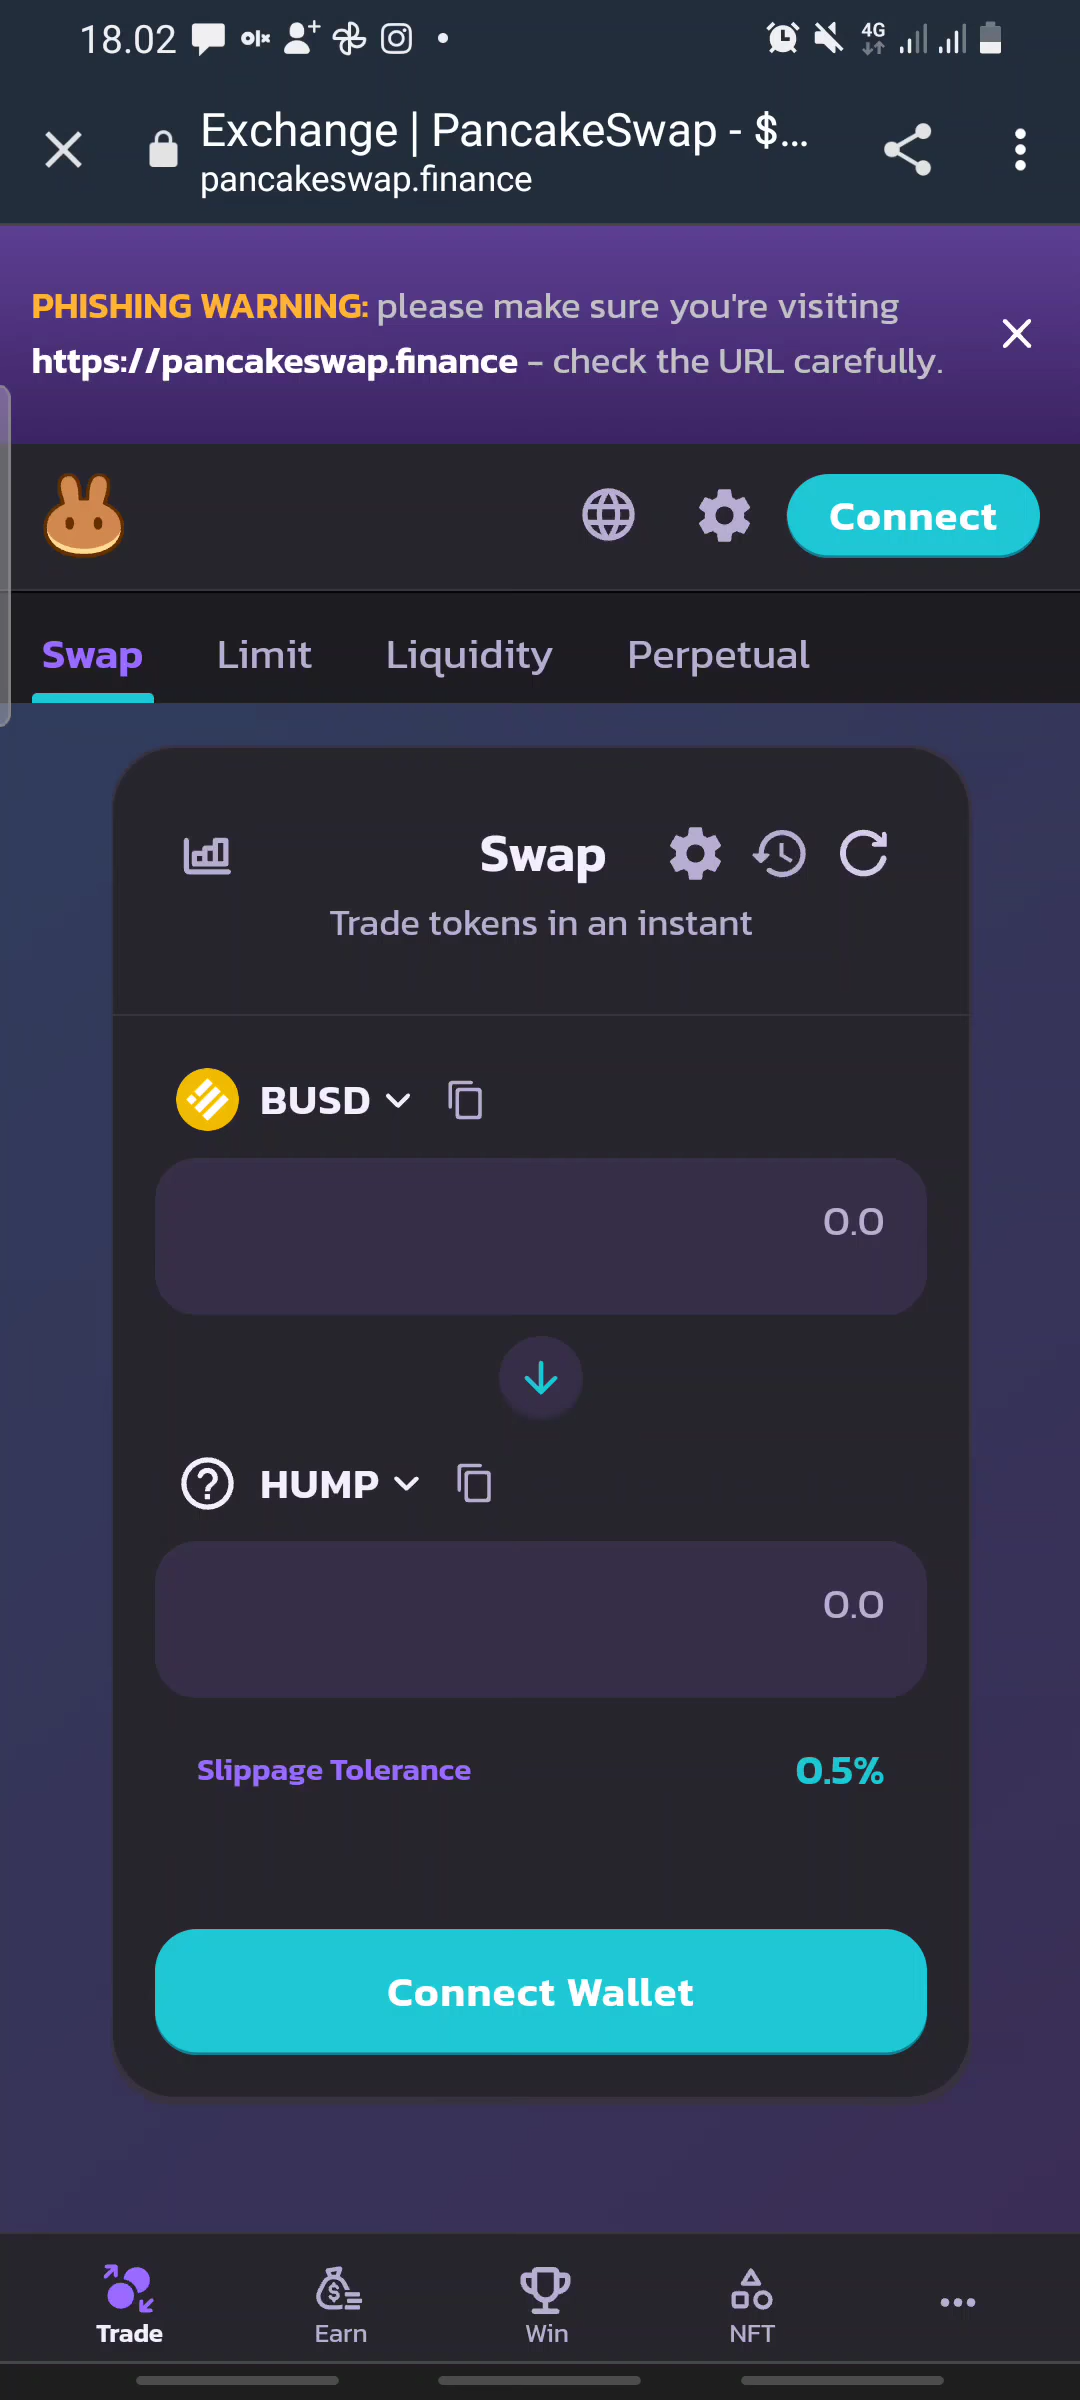 18.02
olx
4G
Exchange | PancakeSwap - $...
pancakeswap.finance
PHISHING WARNING: please make sure you're visiting
https://pancakeswap.finance - check the URL carefully.
Connect
Swap Limit Liquidity Perpetual
Swap
Trade tokens in an instant
BUSD
0.0
HUMP
0.0
Slippage Tolerance 0.5%
Connect Wallet
Trade Earn Win NFT